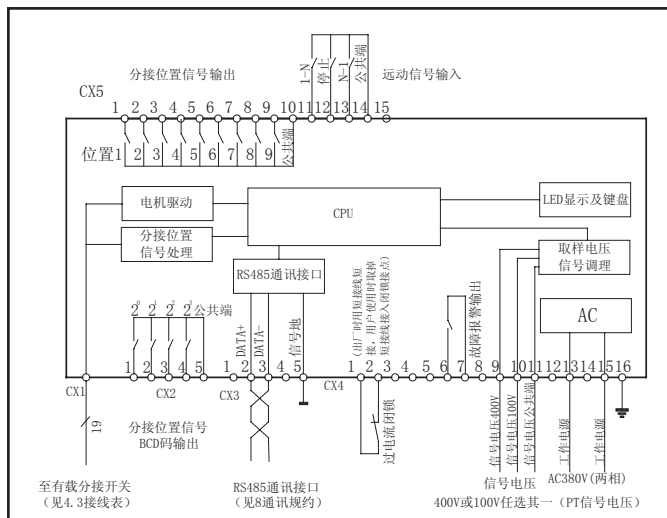 1-N
停止
N-1
公共端
分接位置信号输出
远动信号输入
CX5
1 2 3 4 5 6 7 8 9 10 11 12 13 14 15
位置1 2 3 4 5 6 7 8 9 公共端
电机驱动
CPU
LED显示及键盘
分接位置
信号处理
取样电压
信号调理
RS485通讯接口
2⁰ 2¹ 2² 2³ 公共端
DATA+
DATA-
信号地
(出厂时用短接线短
接，用户使用时取掉
短接线接入闭锁接点)
故障报警输出
AC
1 2 3 4 5
1 2 3 4 5
1 2 3 4 5 6 7 8 9 10 11 12 13 14 15 16
CX1
CX2
CX3
CX4
19
分接位置信号
BCD码输出
过电流闭锁
信号电压400V
信号电压100V
信号电压公共端
工作电源
工作电源
信号电压
AC380V(两相)
至有载分接开关
（见4.3接线表）
RS485通讯接口
（见8通讯规约）
400V或100V任选其一（PT信号电压）